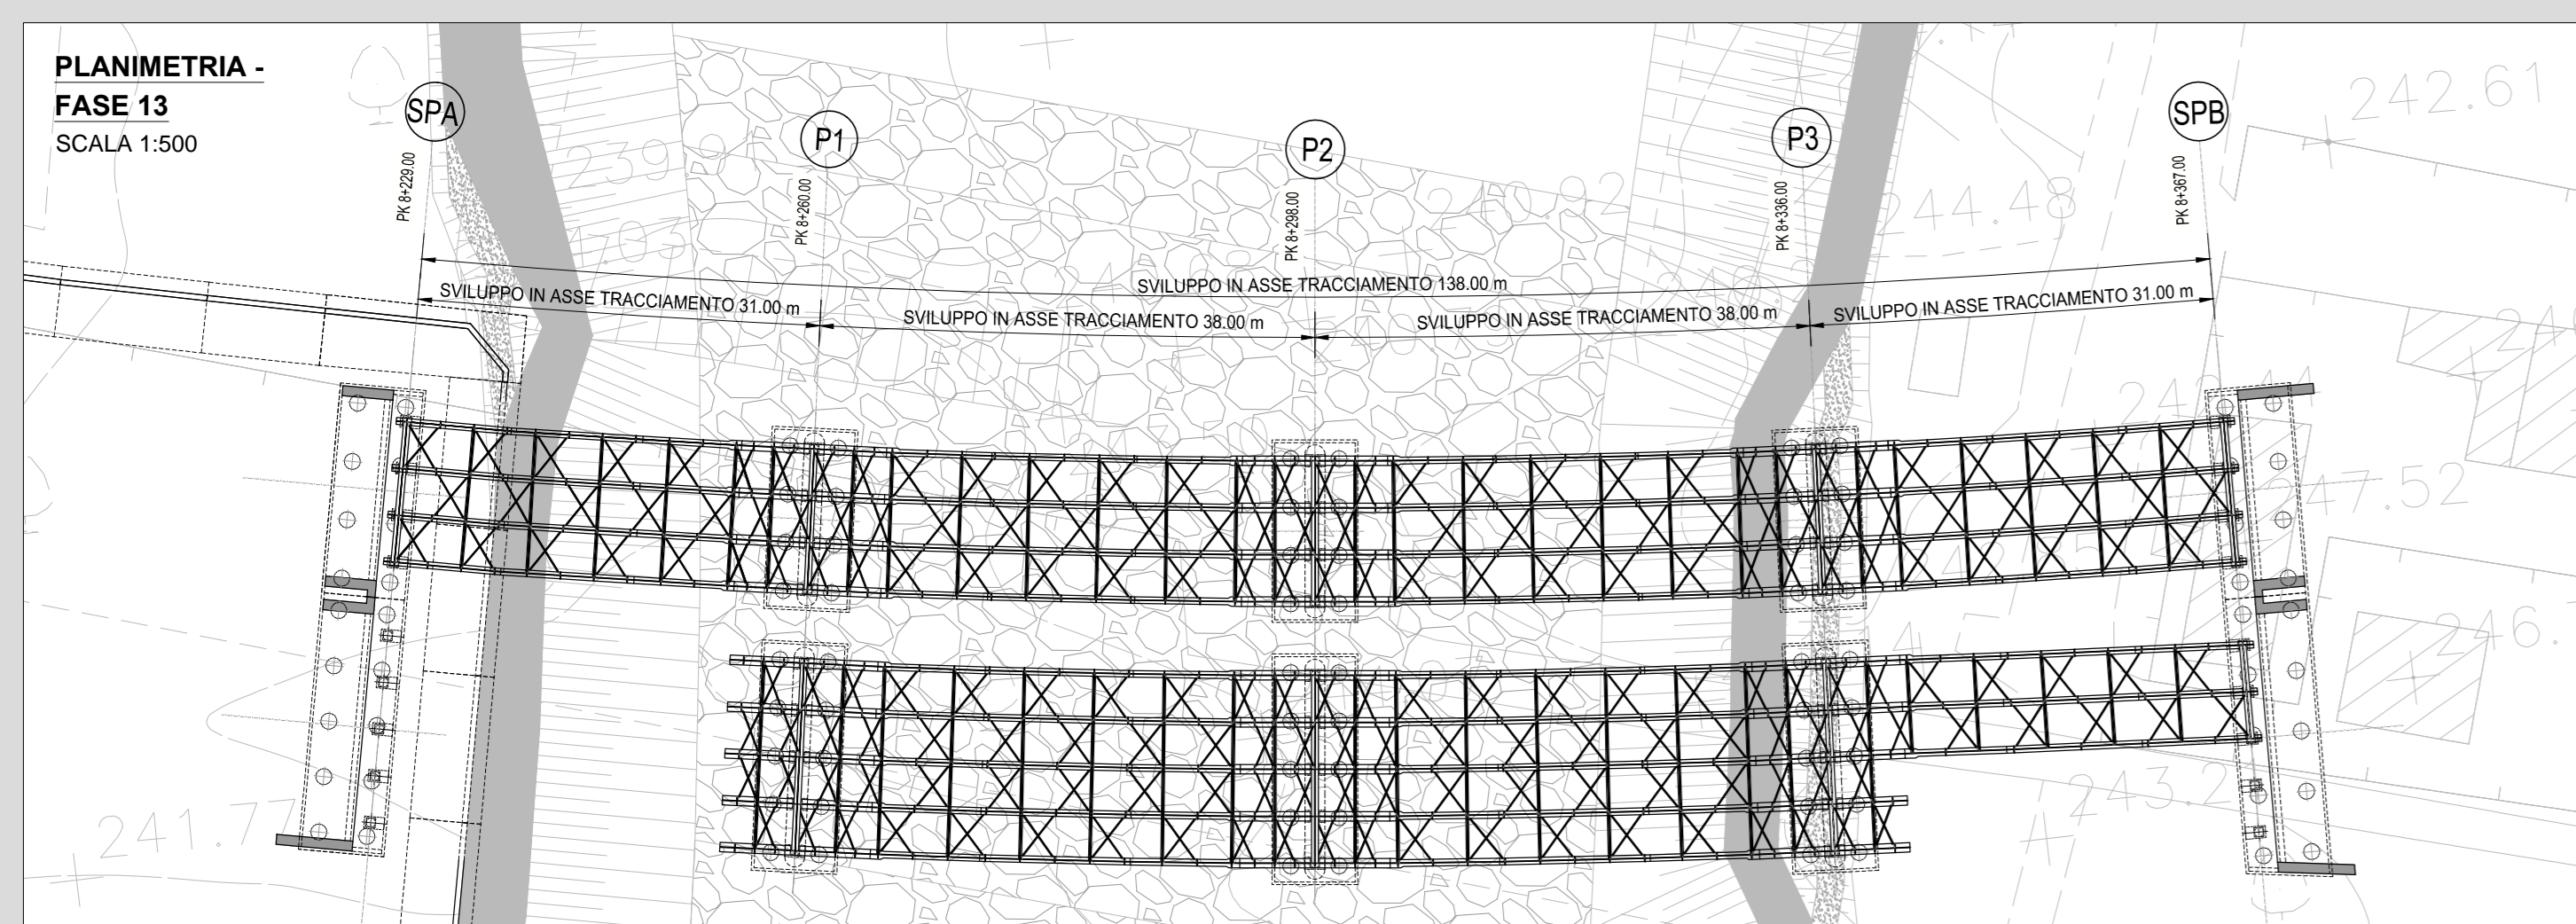 PLANIMETRIA -
FASE 13
SCALA 1:500
SPA
P1
P2
P3
SPB
PK 8+229.00
PK 8+260.00
PK 8+298.00
PK 8+336.00
PK 8+367.00
SVILUPPO IN ASSE TRACCIAMENTO 138.00 m
SVILUPPO IN ASSE TRACCIAMENTO 31.00 m
SVILUPPO IN ASSE TRACCIAMENTO 38.00 m
SVILUPPO IN ASSE TRACCIAMENTO 38.00 m
SVILUPPO IN ASSE TRACCIAMENTO 31.00 m
242.61
244.48
247.52
241.77
243.2